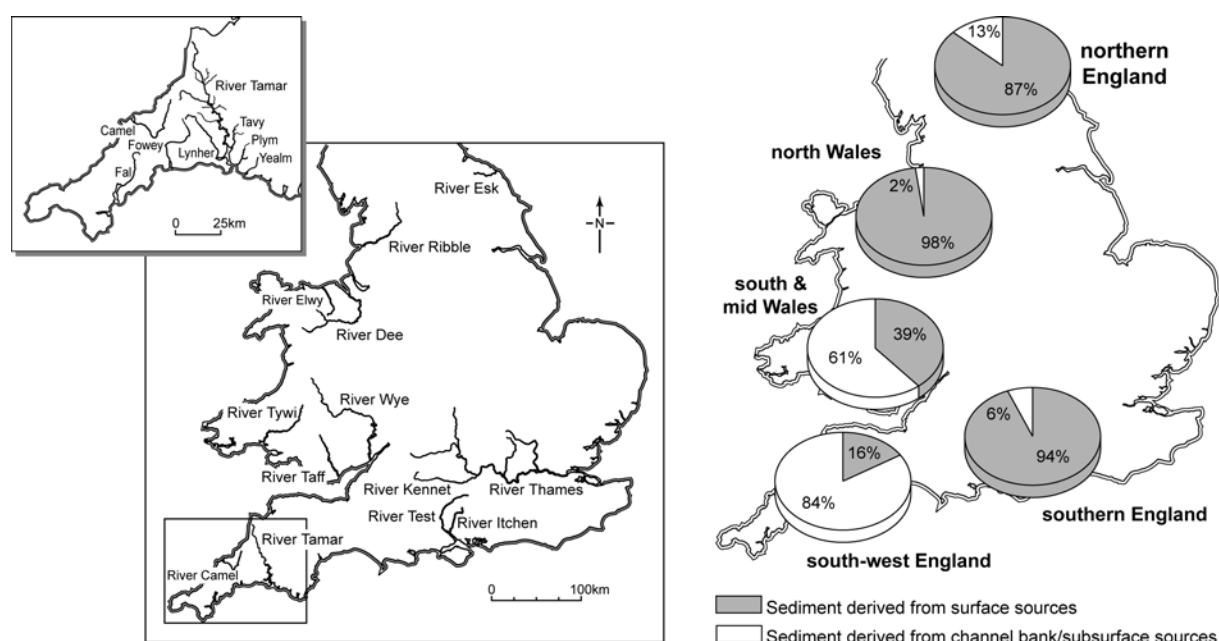 River Tamar
Tavy
Camel
Plym
Fowey
Lynher
Yealm
Fal
0 25km
River Esk
-N-
River Ribble
River Elwy
River Dee
River Wye
River Tywi
River Taff
River Kennet
River Thames
River Test
River Itchen
River Tamar
River Camel
0 100km
13%
northern
England
87%
north Wales
2%
98%
south &
mid Wales
39%
61%
6%
94%
16%
84%
southern England
south-west England
Sediment derived from surface sources
Sediment derived from channel bank/subsurface sources